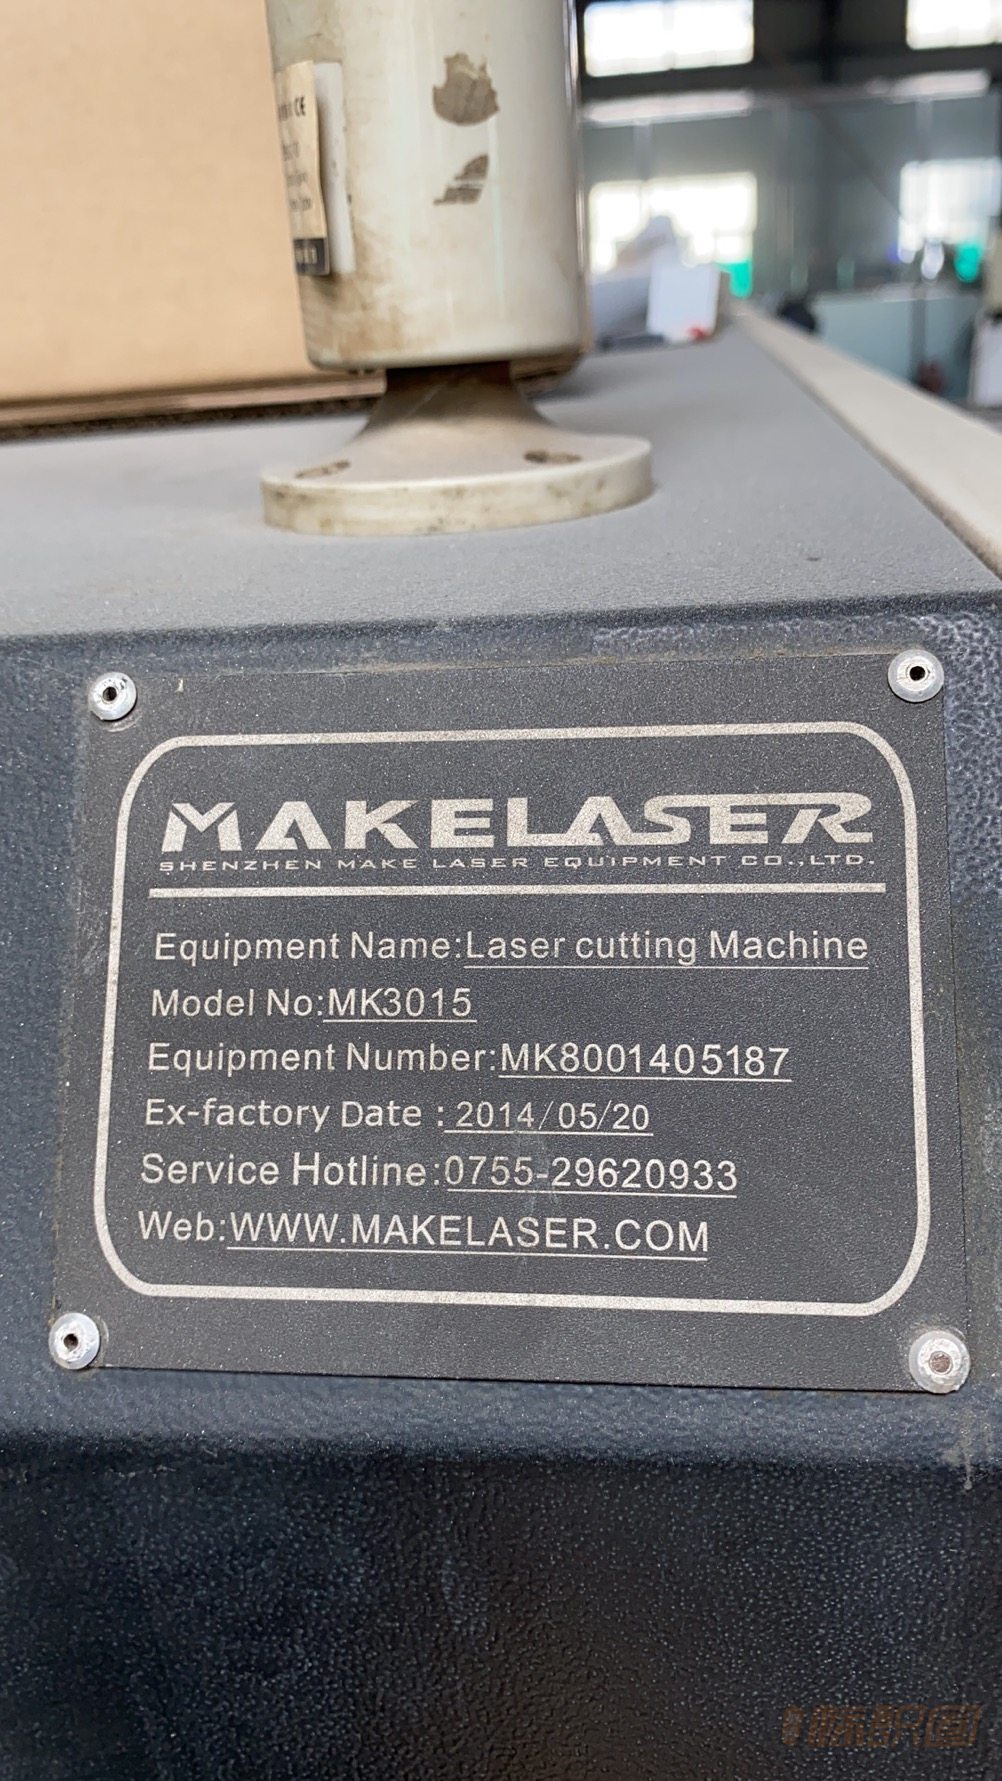 MAKELASER
SHENZHEN MAKE LASER EQUIPMENT CO.,LTD.
Equipment Name:Laser cutting Machine
Model No:MK3015
Equipment Number:MK8001405187
Ex-factory Date : 2014/05/20
Service Hotline:0755-29620933
Web:WWW.MAKELASER.COM